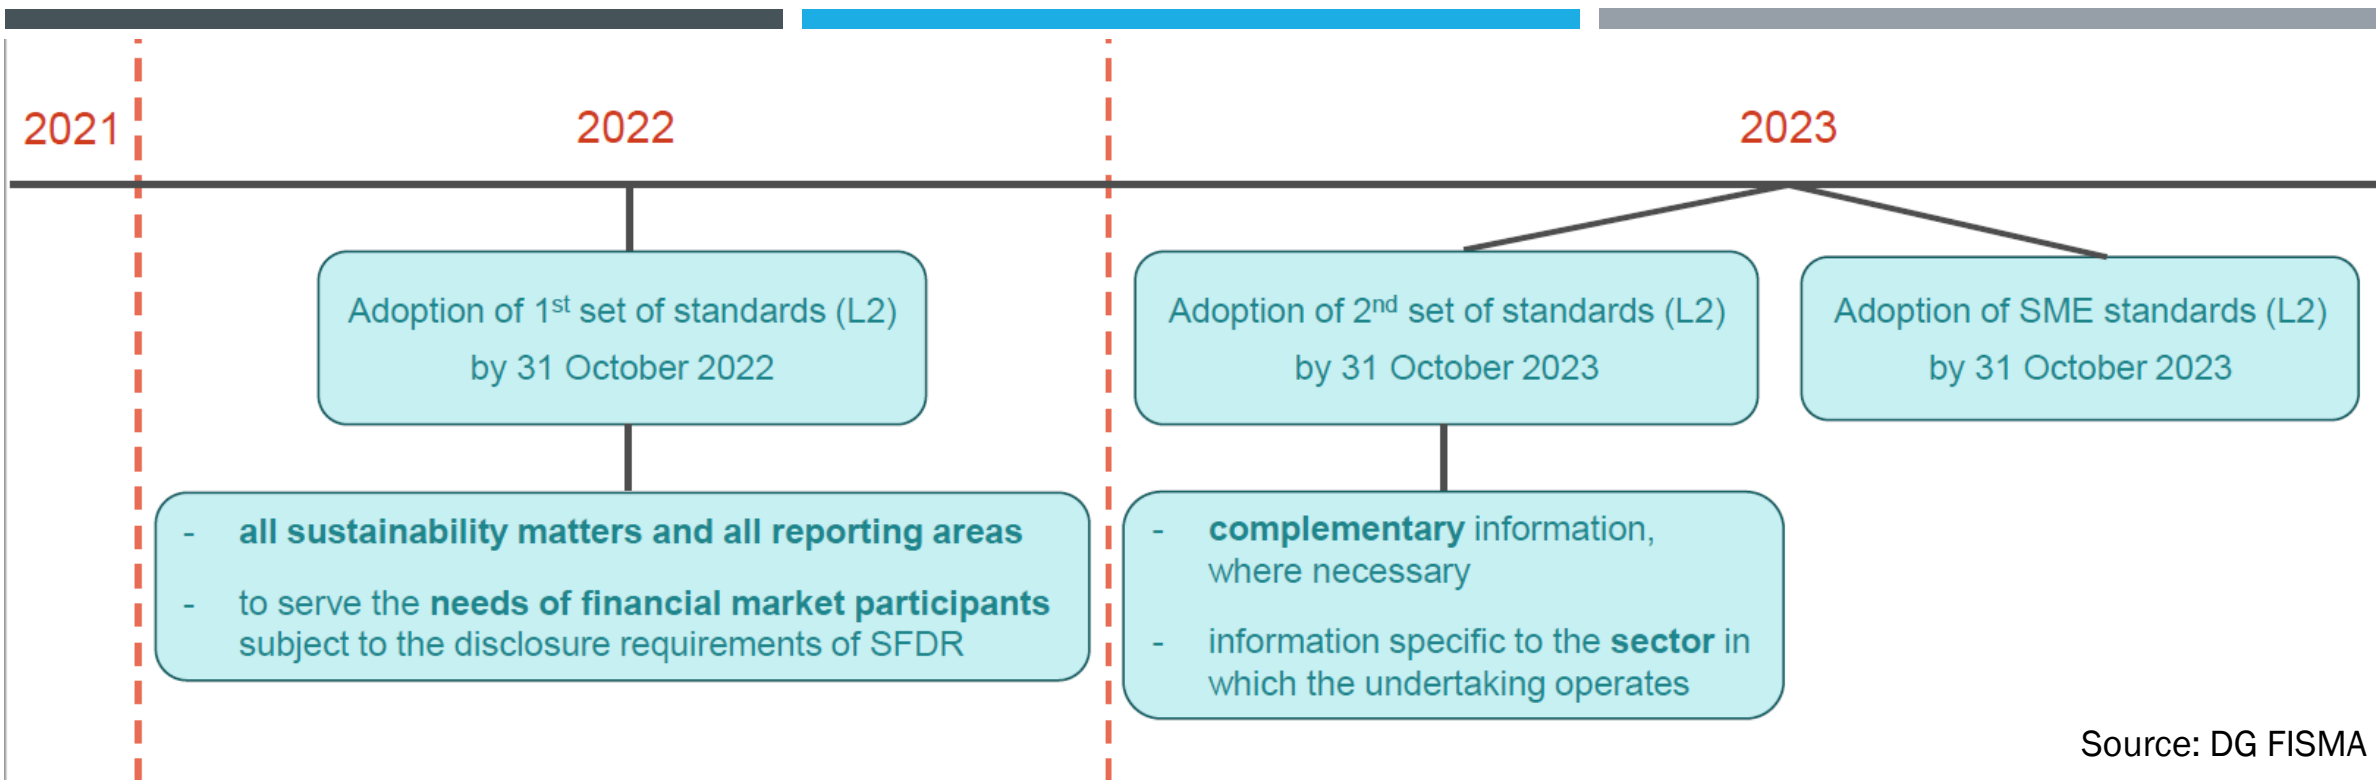 2021
2022
2023
Adoption of 1st set of standards (L2)
by 31 October 2022
Adoption of 2nd set of standards (L2)
by 31 October 2023
Adoption of SME standards (L2)
by 31 October 2023
- all sustainability matters and all reporting areas
- to serve the needs of financial market participants
subject to the disclosure requirements of SFDR
- complementary information,
where necessary
- information specific to the sector in
which the undertaking operates
Source: DG FISMA